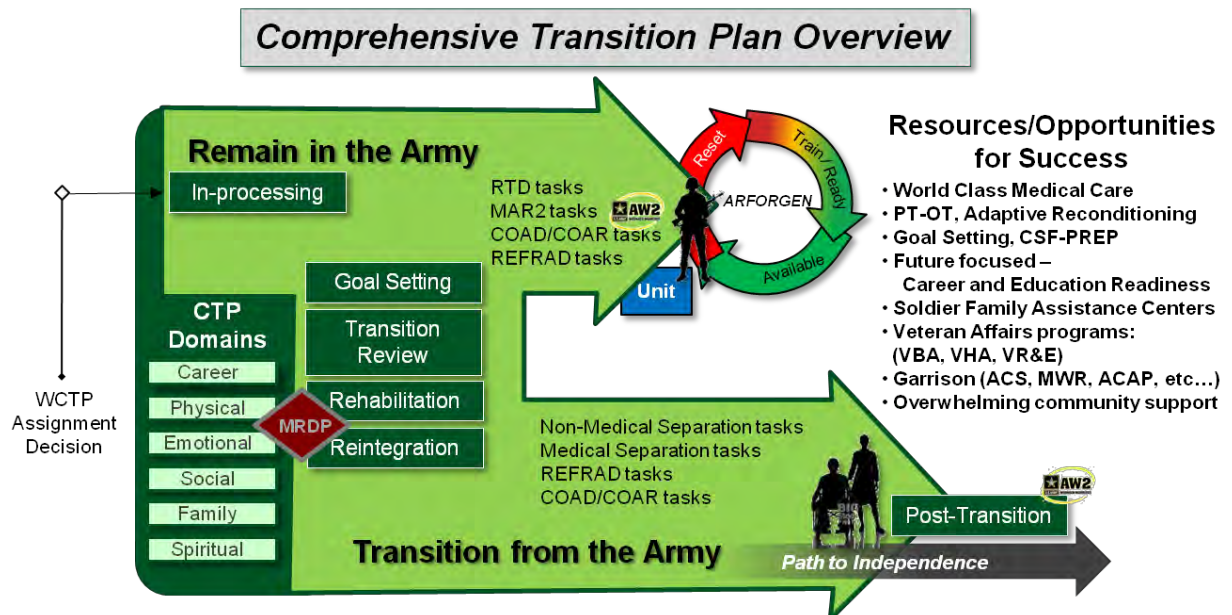 Comprehensive Transition Plan Overview
Remain in the Army
In-processing
WCTP
Assignment
Decision
RTD tasks
MAR2 tasks
COAD/COAR tasks
REFRAD tasks
AW2
Unit
ARFORGEN
Reset
Train / Ready
Available
CTP
Domains
Career
Physical
Emotional
Social
Family
Spiritual
MRDP
Goal Setting
Transition
Review
Rehabilitation
Reintegration
Non-Medical Separation tasks
Medical Separation tasks
REFRAD tasks
COAD/COAR tasks
Transition from the Army
AW2
Post-Transition
Path to Independence
Resources/Opportunities
for Success
• World Class Medical Care
• PT-OT, Adaptive Reconditioning
• Goal Setting, CSF-PREP
• Future focused –
Career and Education Readiness
• Soldier Family Assistance Centers
• Veteran Affairs programs:
(VBA, VHA, VR&E)
• Garrison (ACS, MWR, ACAP, etc...)
• Overwhelming community support